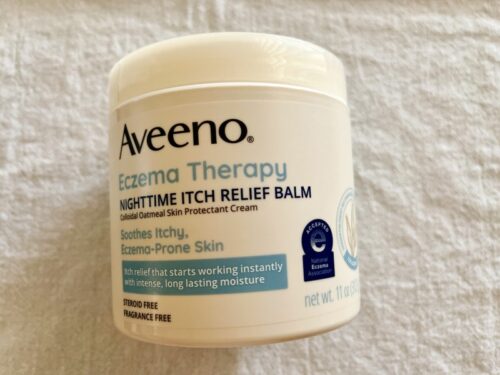 Aveeno®
Eczema Therapy
NIGHTTIME ITCH RELIEF BALM
Colloidal Oatmeal Skin Protectant Cream
Soothes Itchy,
Eczema-Prone Skin
Itch relief that starts working instantly
with intense, long lasting moisture
STEROID FREE
FRAGRANCE FREE
ACCEPTED
National
Eczema
Association
net wt. 11 oz